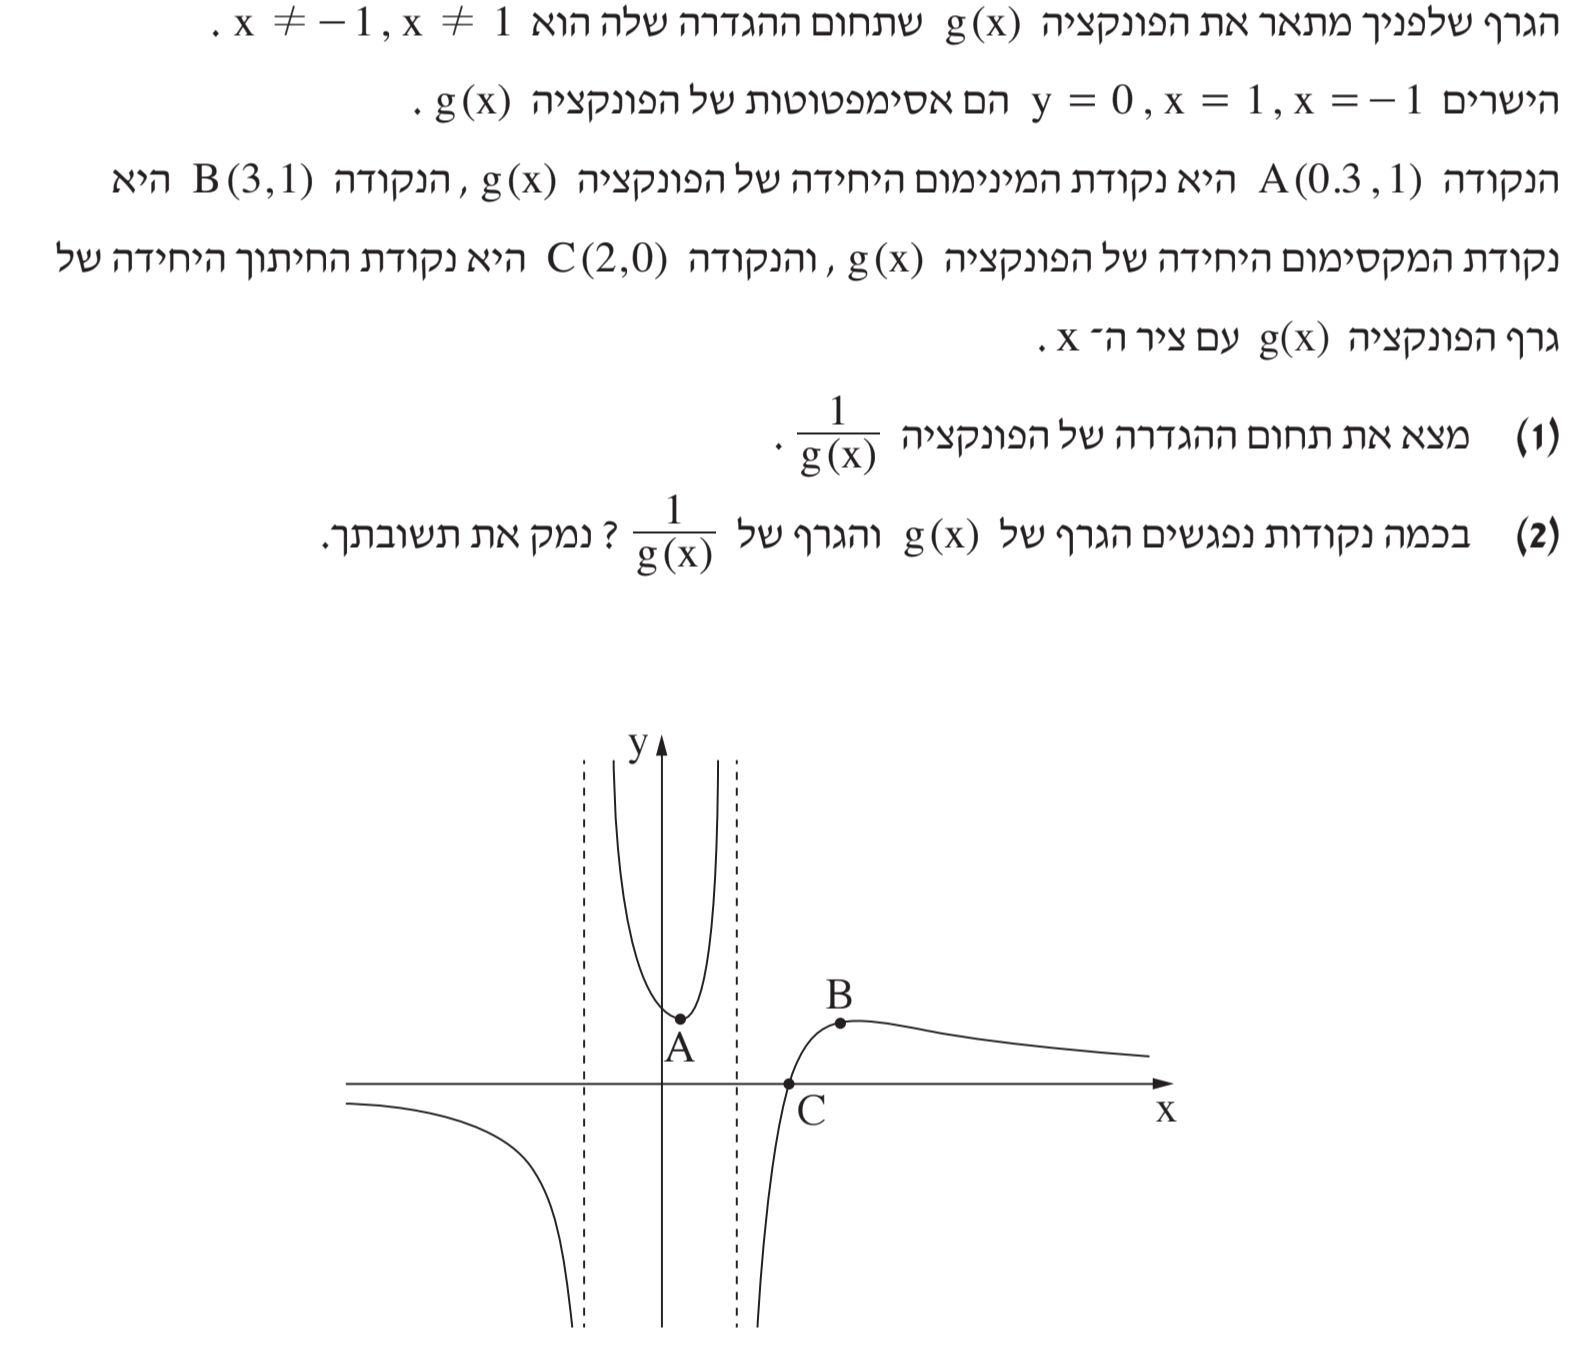 הגרף שלפניך מתאר את הפונקציה g(x) שתחום ההגדרה שלה הוא x ≠ −1, x ≠ 1 .
הישרים y = 0, x = 1, x = −1 הם אסימפטוטות של הפונקציה g(x) .
הנקודה A(0.3, 1) היא נקודת המינימום היחידה של הפונקציה g(x) , הנקודה B(3,1) היא
נקודת המקסימום היחידה של הפונקציה g(x) , והנקודה C(2,0) היא נקודת החיתוך היחידה של
גרף הפונקציה g(x) עם ציר ה־ x .
(1) מצא את תחום ההגדרה של הפונקציה 1/g(x) .
(2) בכמה נקודות נפגשים הגרף של g(x) והגרף של 1/g(x) ? נמק את תשובתך.
y
B
A
C
x